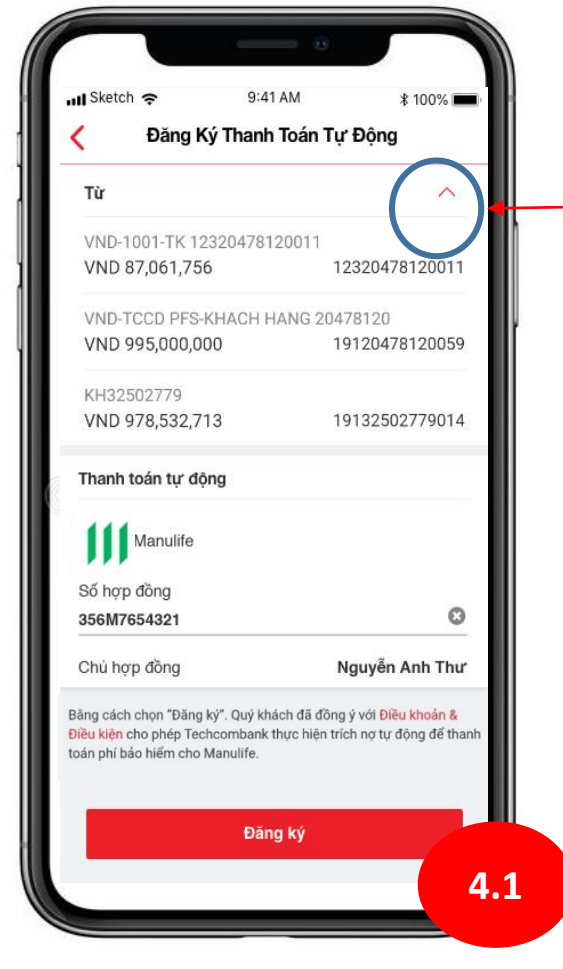 Sketch 9:41 AM 100%
Đăng Ký Thanh Toán Tự Động
Từ
VND-1001-TK 12320478120011
VND 87,061,756 12320478120011
VND-TCCD PFS-KHACH HANG 20478120
VND 995,000,000 19120478120059
KH32502779
VND 978,532,713 19132502779014
Thanh toán tự động
Manulife
Số hợp đồng
356M7654321
Chủ hợp đồng Nguyễn Anh Thư
Bằng cách chọn “Đăng ký”. Quý khách đã đồng ý với Điều khoản &
Điều kiện cho phép Techcombank thực hiện trích nợ tự động để thanh
toán phí bảo hiểm cho Manulife.
Đăng ký
4.1